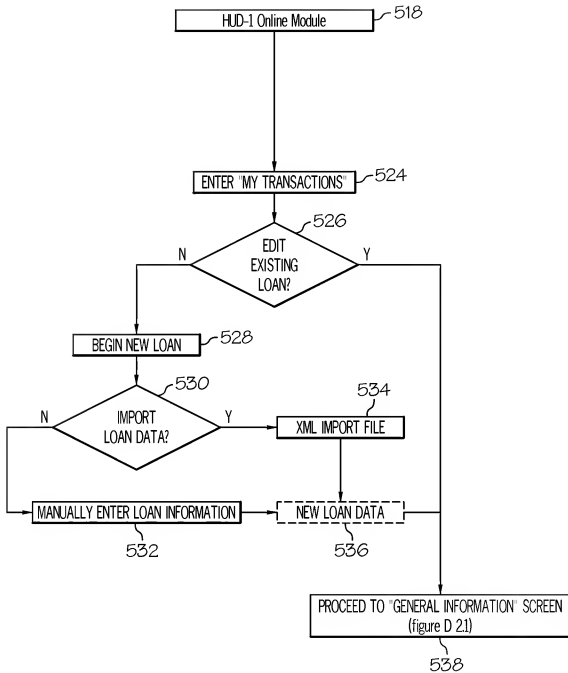 HUD-1 Online Module
518
ENTER "MY TRANSACTIONS"
524
526
EDIT
EXISTING
LOAN?
N
Y
BEGIN NEW LOAN
528
530
IMPORT
LOAN DATA?
N
Y
534
XML IMPORT FILE
MANUALLY ENTER LOAN INFORMATION
532
NEW LOAN DATA
536
PROCEED TO "GENERAL INFORMATION" SCREEN
(figure D 2.1)
538